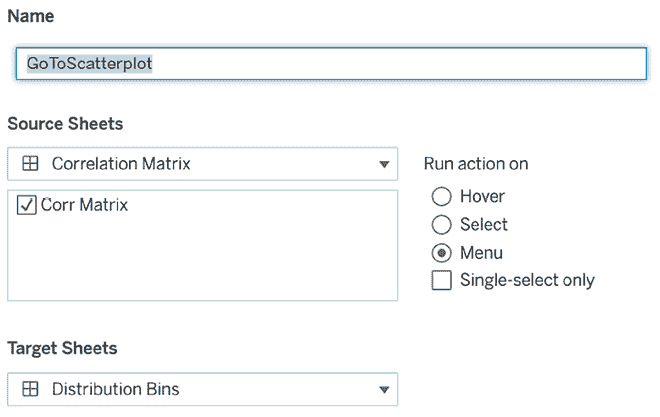 Name
GoToScatterplot
Source Sheets
Correlation Matrix
Run action on
Corr Matrix
Hover
Select
Menu
Single-select only
Target Sheets
Distribution Bins